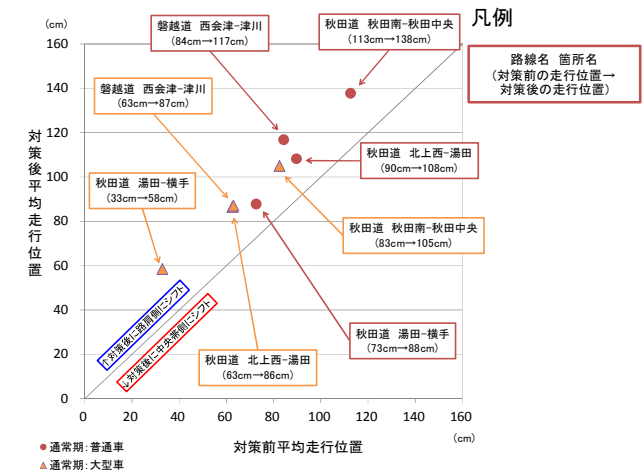 凡例
路線名 箇所名
(対策前の走行位置→
対策後の走行位置)
(cm)
160
140
120
100
80
60
40
20
0
対策後平均走行位置
磐越道 西会津-津川
(84cm→117cm)
秋田道 秋田南-秋田中央
(113cm→138cm)
磐越道 西会津-津川
(63cm→87cm)
秋田道 北上西-湯田
(90cm→108cm)
秋田道 湯田-横手
(33cm→58cm)
秋田道 秋田南-秋田中央
(83cm→105cm)
↑対策後に路肩側にシフト
↓対策後に中央帯側にシフト
秋田道 北上西-湯田
(63cm→86cm)
秋田道 湯田-横手
(73cm→88cm)
0 20 40 60 80 100 120 140 160
対策前平均走行位置
(cm)
通常期:普通車
通常期:大型車